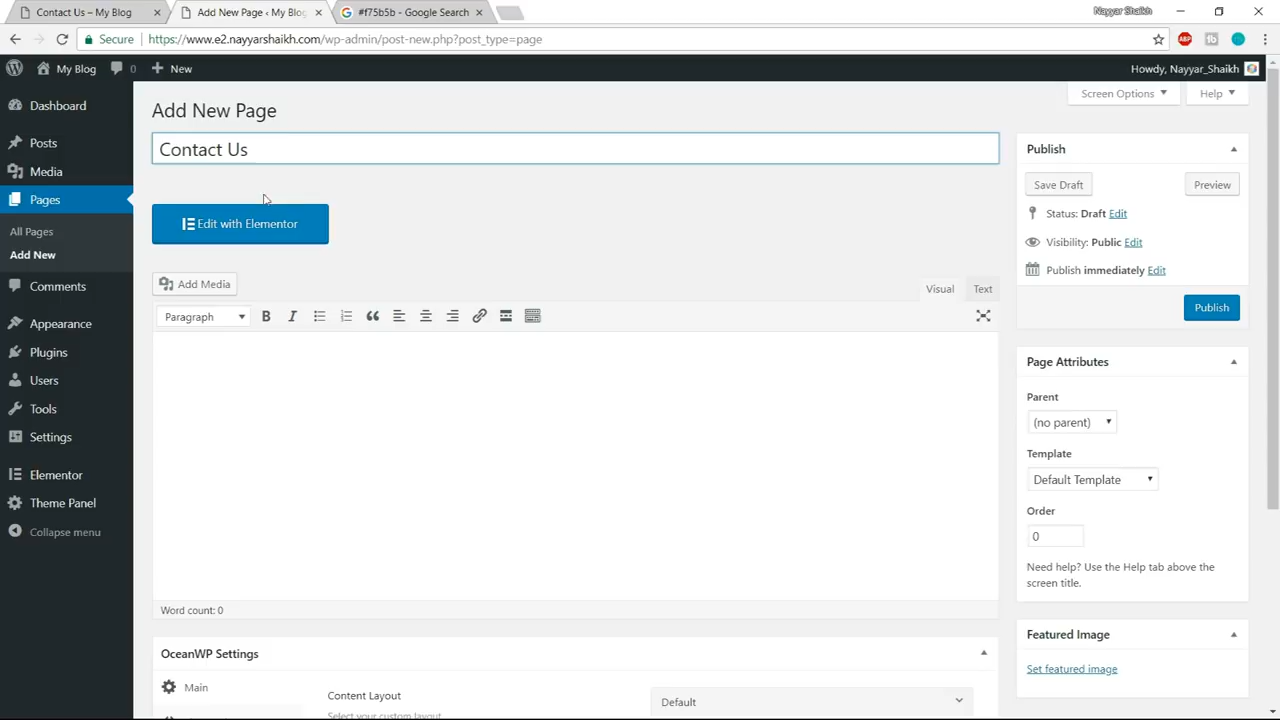 Contact Us – My Blog
Add New Page ‹ My Blog
#f75b5b - Google Search
Nayyar Shaikh
Secure
https://www.e2.nayyarshaikh.com/wp-admin/post-new.php?post_type=page
ABP
My Blog
0
New
Howdy, Nayyar_Shaikh
Dashboard
Posts
Media
Pages
All Pages
Add New
Comments
Appearance
Plugins
Users
Tools
Settings
Elementor
Theme Panel
Collapse menu
Screen Options
Help
Add New Page
Contact Us
Edit with Elementor
Add Media
Visual
Text
Paragraph
B
I
Word count: 0
OceanWP Settings
Main
Content Layout
Select your custom layout.
Default
Publish
Save Draft
Preview
Status: Draft Edit
Visibility: Public Edit
Publish immediately Edit
Publish
Page Attributes
Parent
(no parent)
Template
Default Template
Order
0
Need help? Use the Help tab above the
screen title.
Featured Image
Set featured image